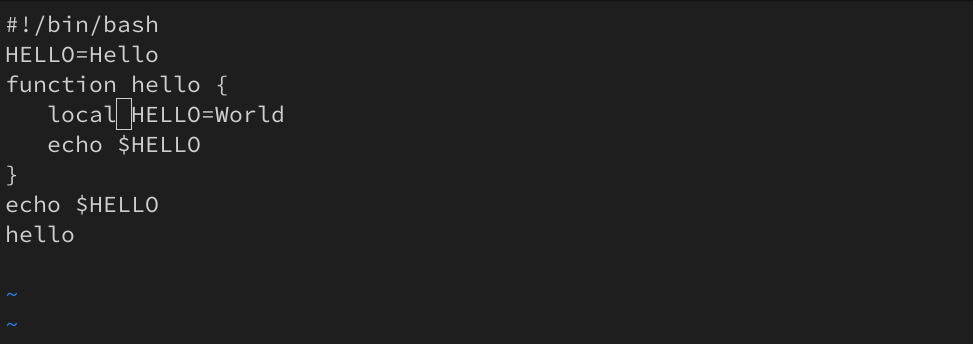 #!/bin/bash
HELLO=Hello
function hello {
   local HELLO=World
   echo $HELLO
}
echo $HELLO
hello

~
~